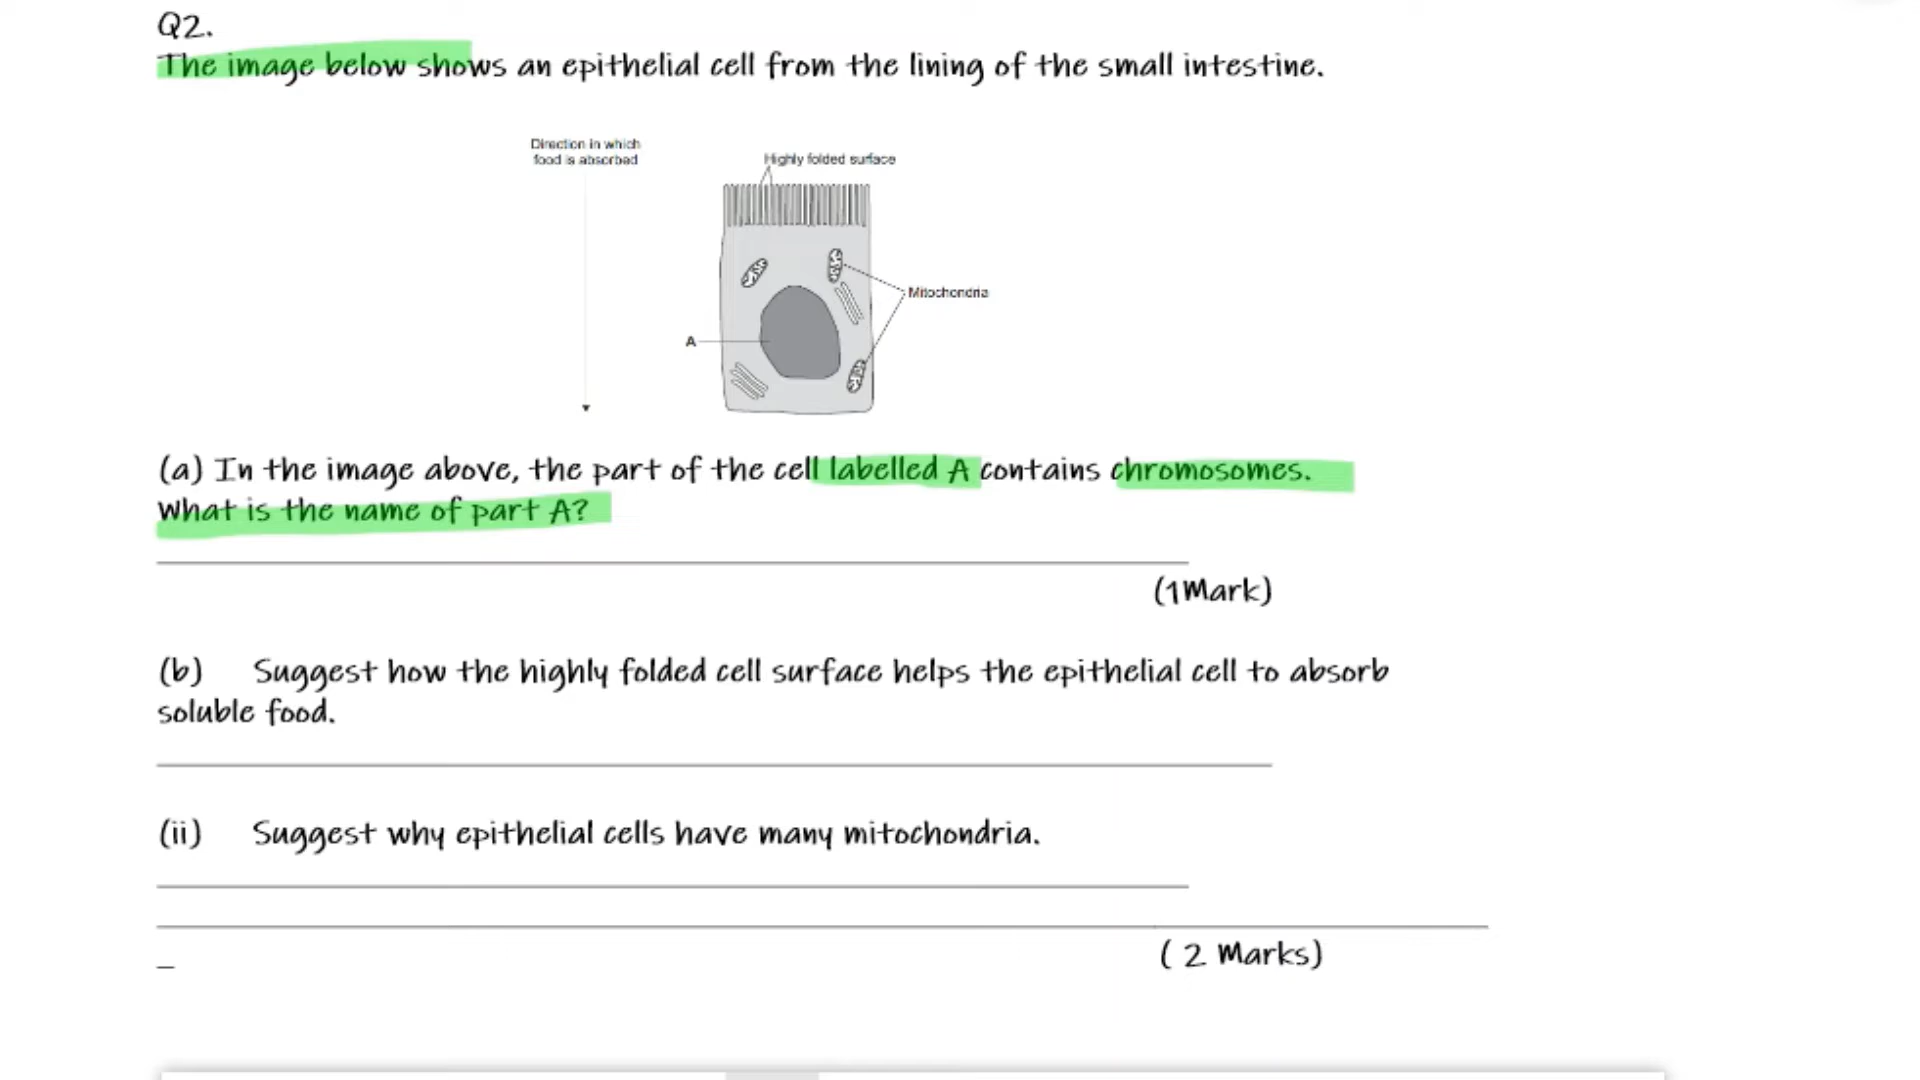 Q2.
The image below shows an epithelial cell from the lining of the small intestine.
Direction in which
food is absorbed
Highly folded surface
Mitochondria
A
(a) In the image above, the part of the cell labelled A contains chromosomes.
What is the name of part A?
(1Mark)
(b) Suggest how the highly folded cell surface helps the epithelial cell to absorb
soluble food.
(ii) Suggest why epithelial cells have many mitochondria.
( 2 Marks)